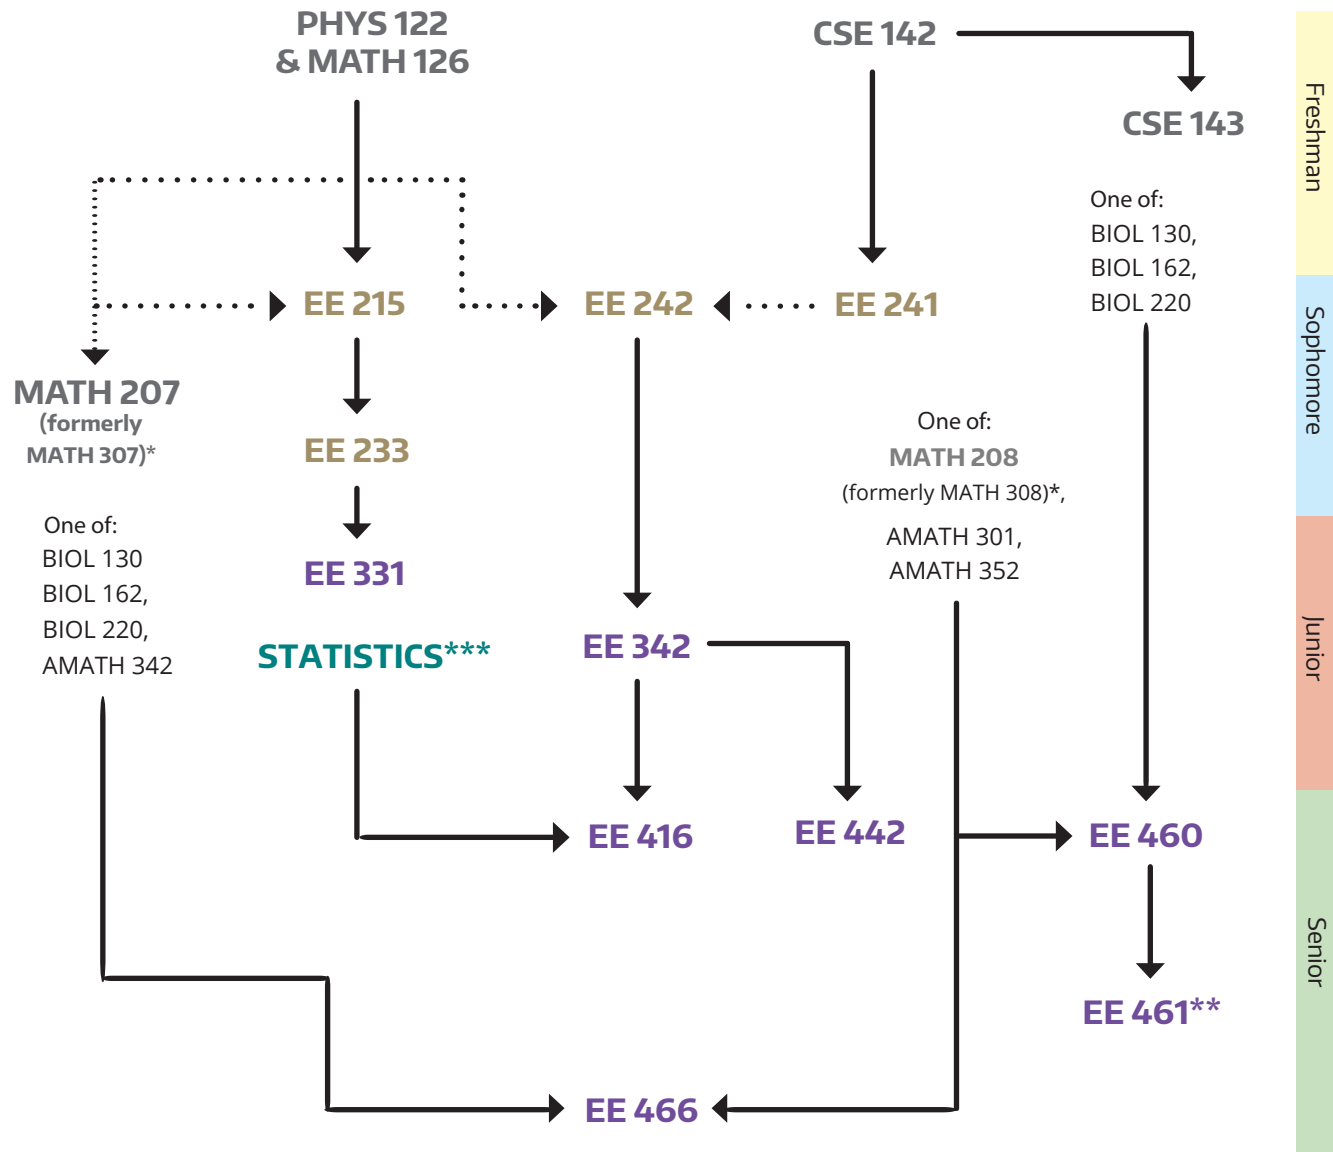 PHYS 122
& MATH 126
CSE 142
CSE 143
Freshman
One of:
BIOL 130,
BIOL 162,
BIOL 220
EE 215
EE 242
EE 241
Sophomore
MATH 207
(formerly
MATH 307)*
EE 233
One of:
MATH 208
(formerly MATH 308)*,
AMATH 301,
AMATH 352
One of:
BIOL 130
BIOL 162,
BIOL 220,
AMATH 342
EE 331
STATISTICS***
EE 342
Junior
EE 416
EE 442
EE 460
Senior
EE 461**
EE 466